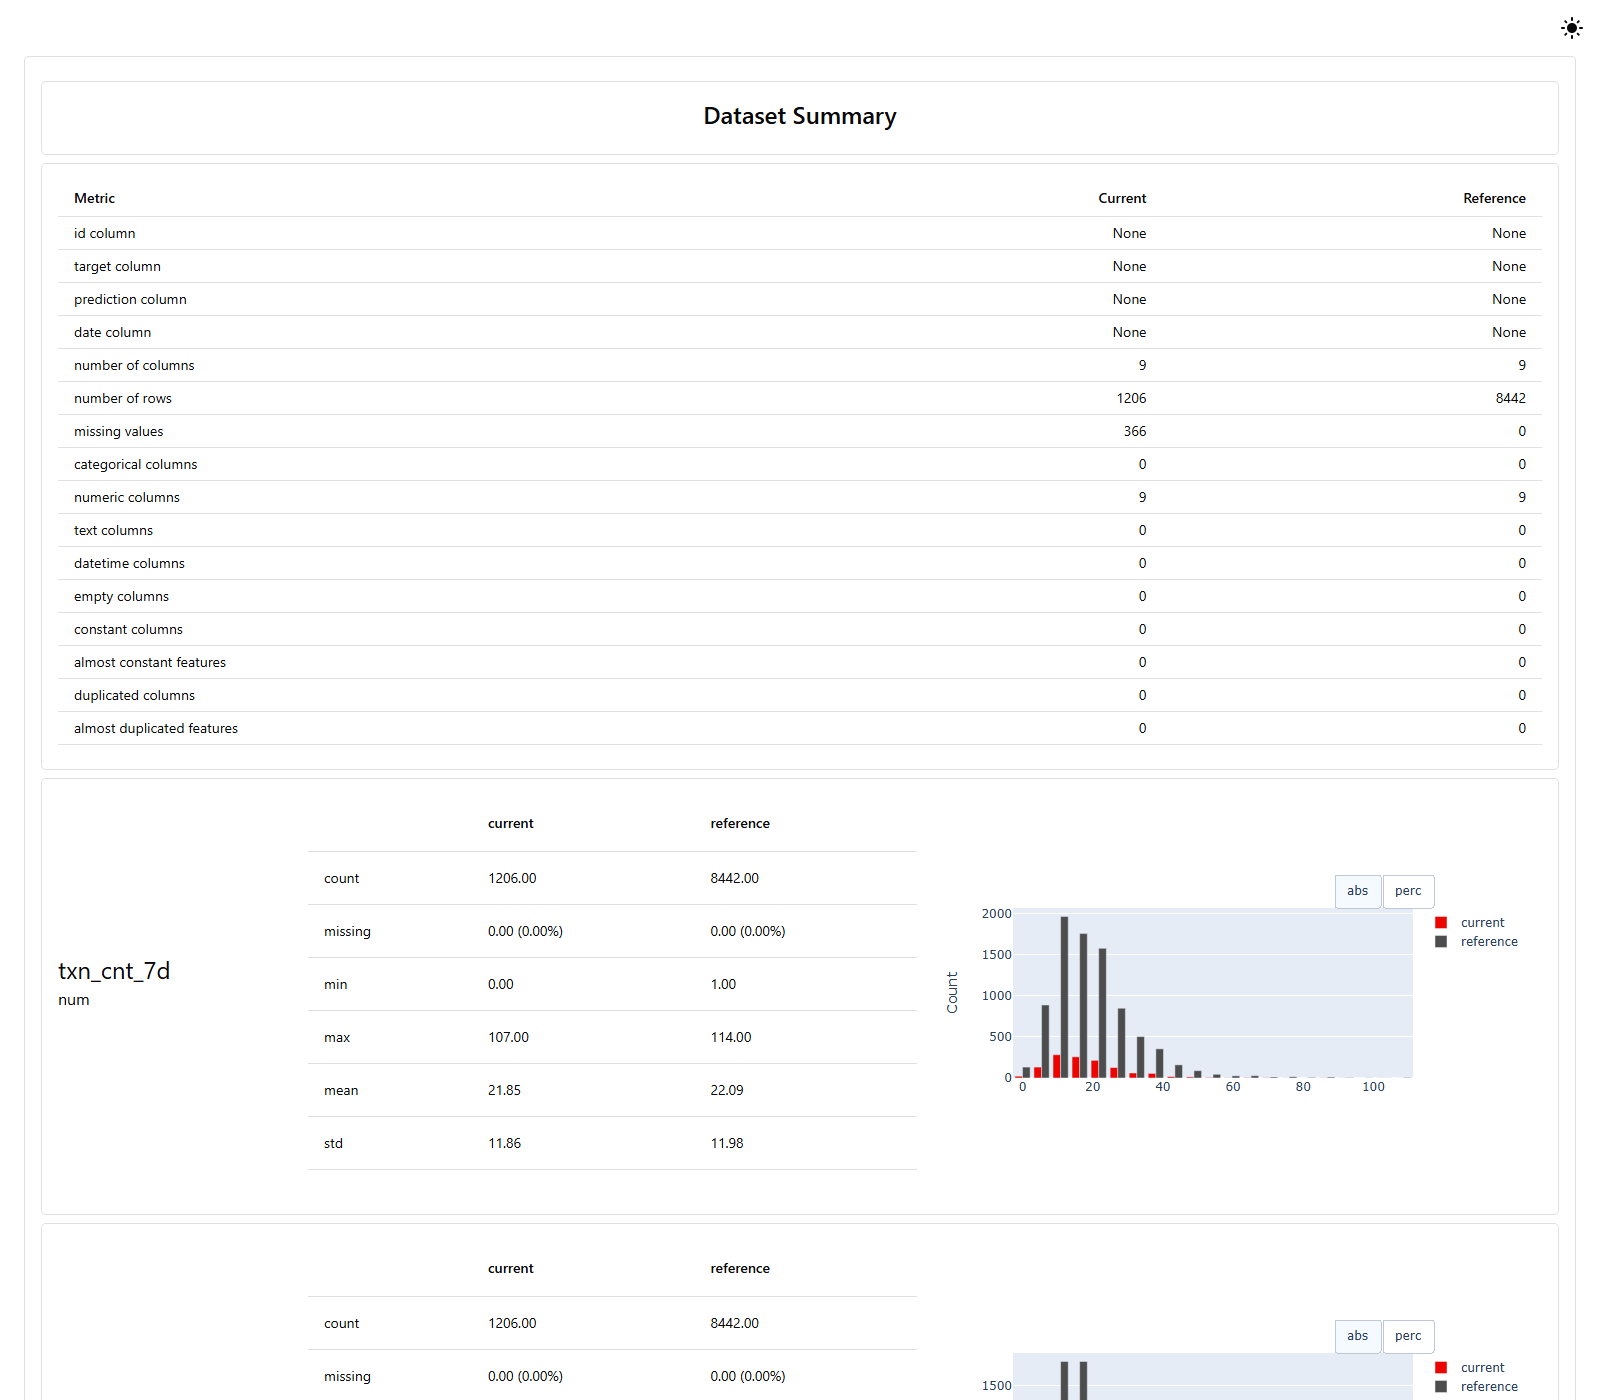 Dataset Summary
Metric Current Reference
id column None None
target column None None
prediction column None None
date column None None
number of columns 9 9
number of rows 1206 8442
missing values 366 0
categorical columns 0 0
numeric columns 9 9
text columns 0 0
datetime columns 0 0
empty columns 0 0
constant columns 0 0
almost constant features 0 0
duplicated columns 0 0
almost duplicated features 0 0
txn_cnt_7d
num
current reference
count 1206.00 8442.00
missing 0.00 (0.00%) 0.00 (0.00%)
min 0.00 1.00
max 107.00 114.00
mean 21.85 22.09
std 11.86 11.98
abs perc
current
reference
Count
2000
1500
1000
500
0
0 20 40 60 80 100
current reference
count 1206.00 8442.00
missing 0.00 (0.00%) 0.00 (0.00%)
abs perc
current
reference
1500